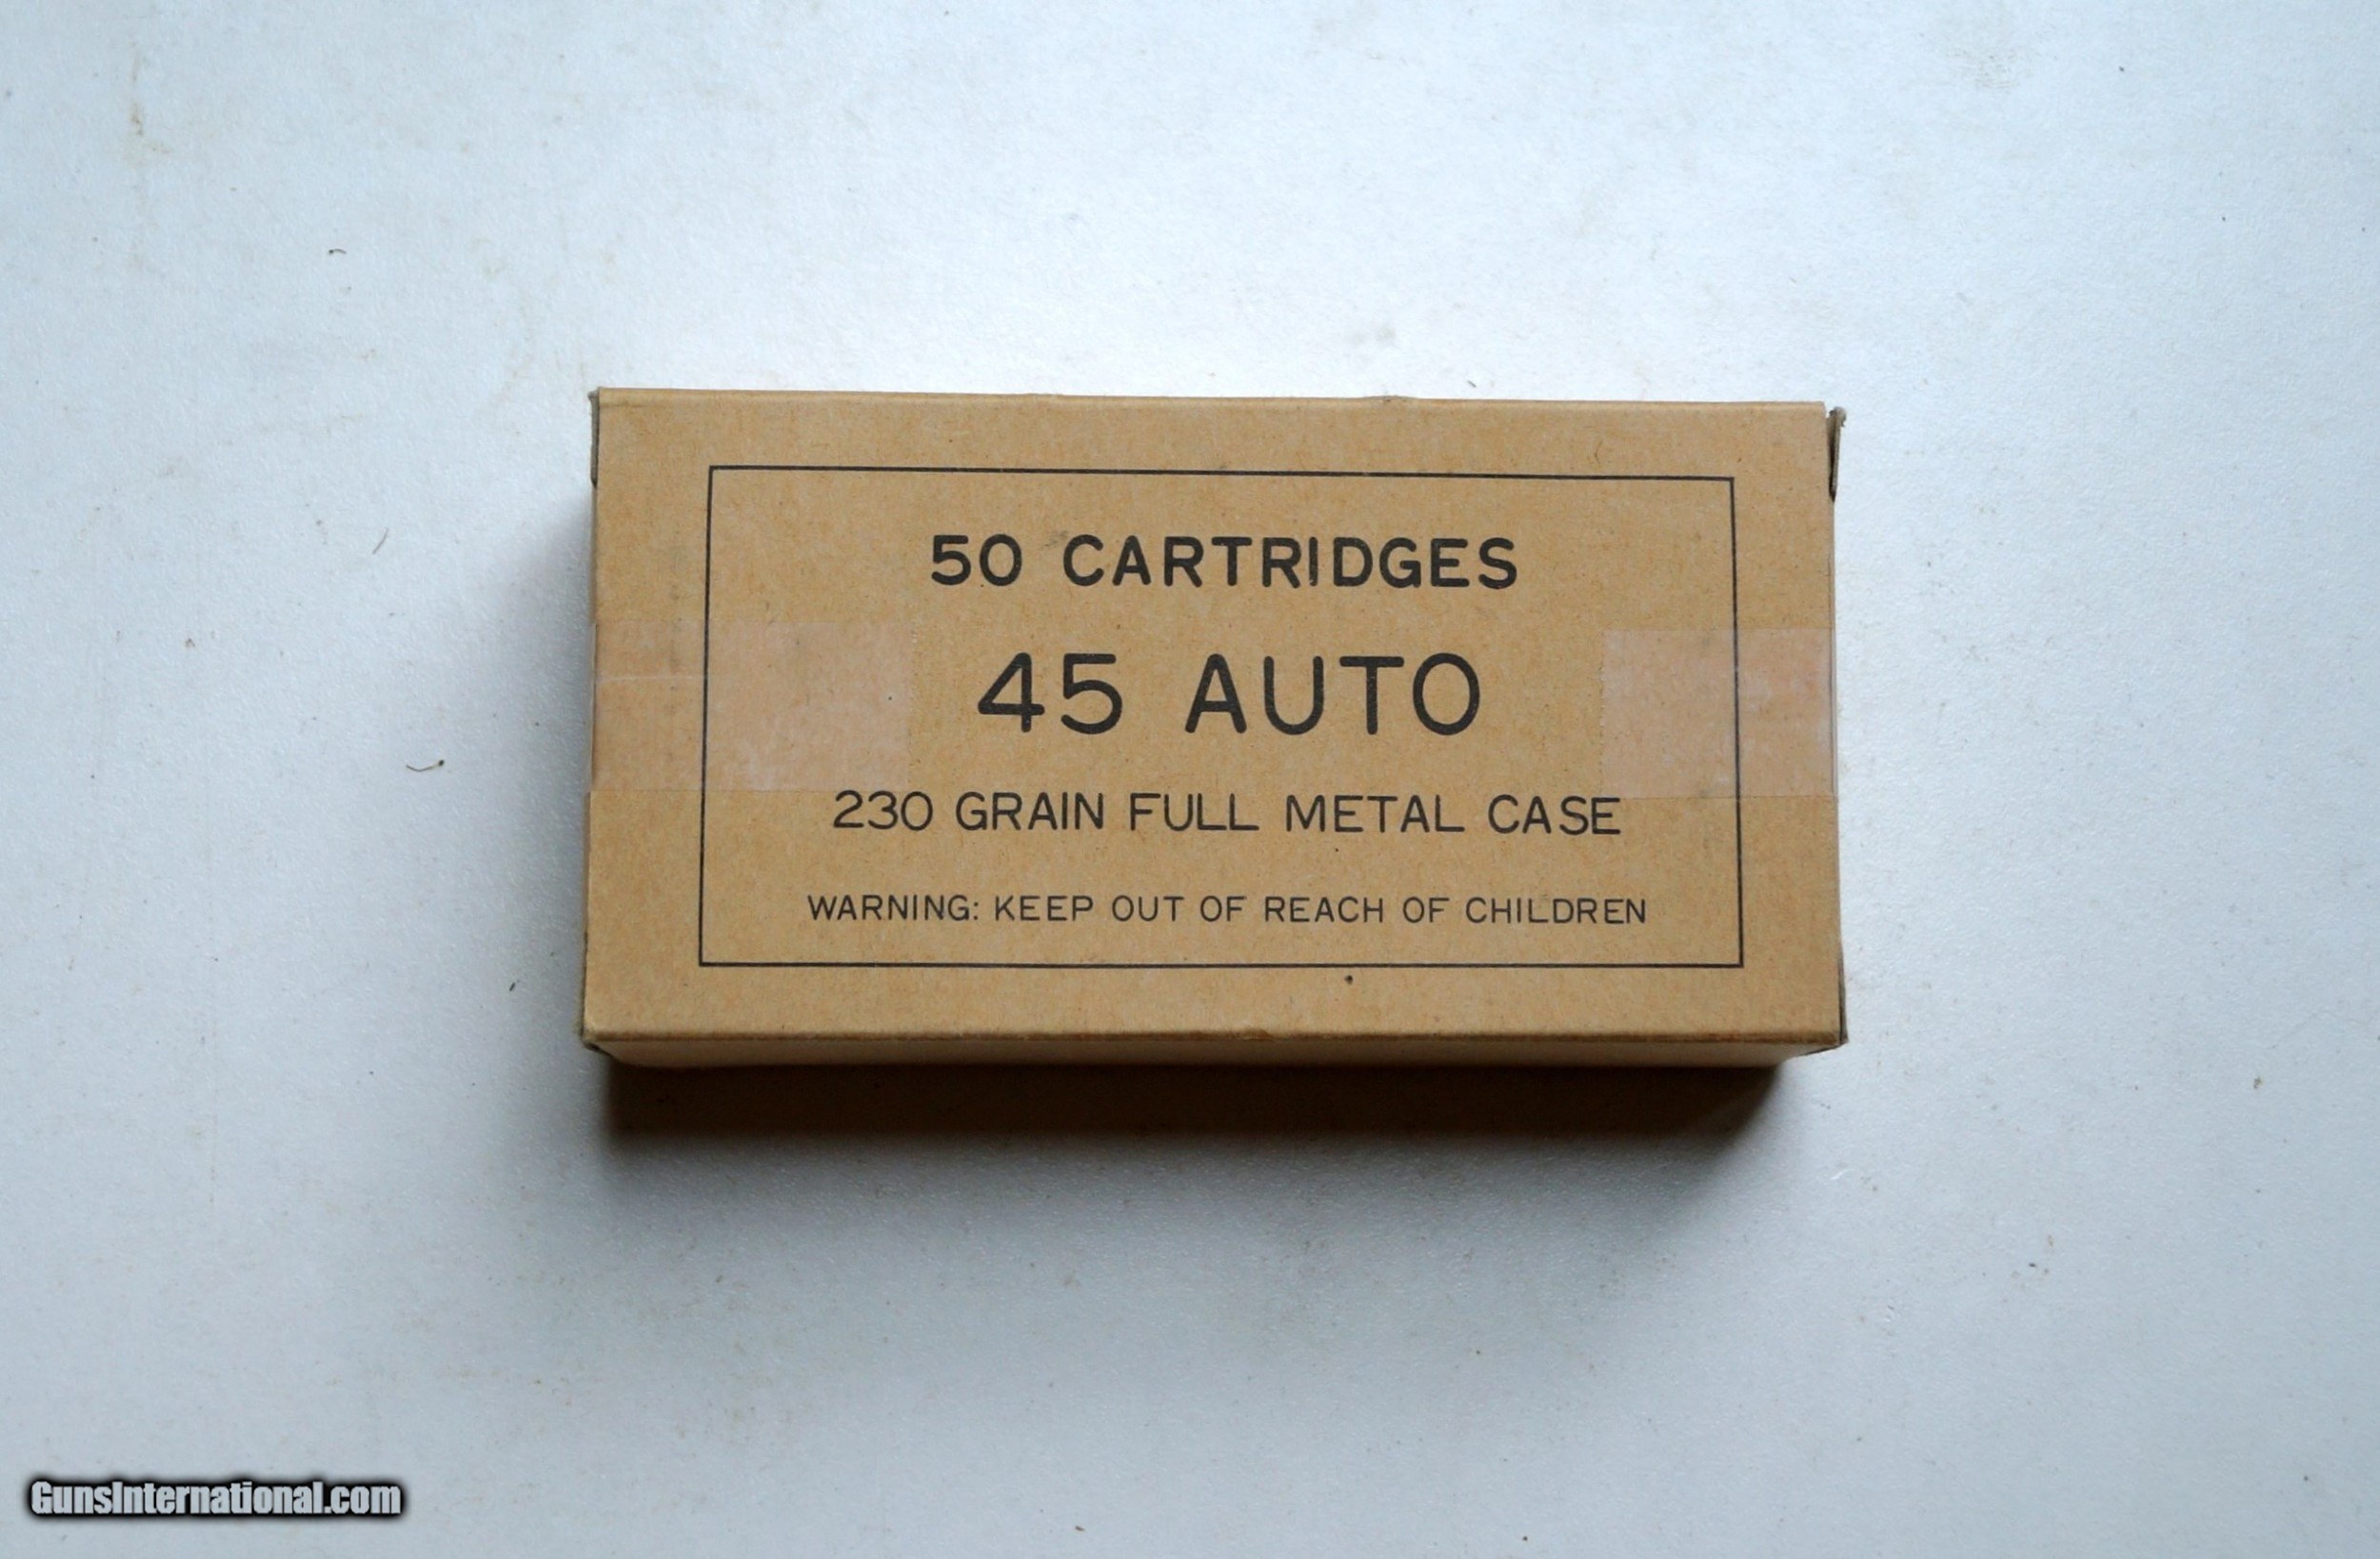 50 CARTRIDGES
45 AUTO
230 GRAIN FULL METAL CASE
WARNING: KEEP OUT OF REACH OF CHILDREN
GunsInternational.com